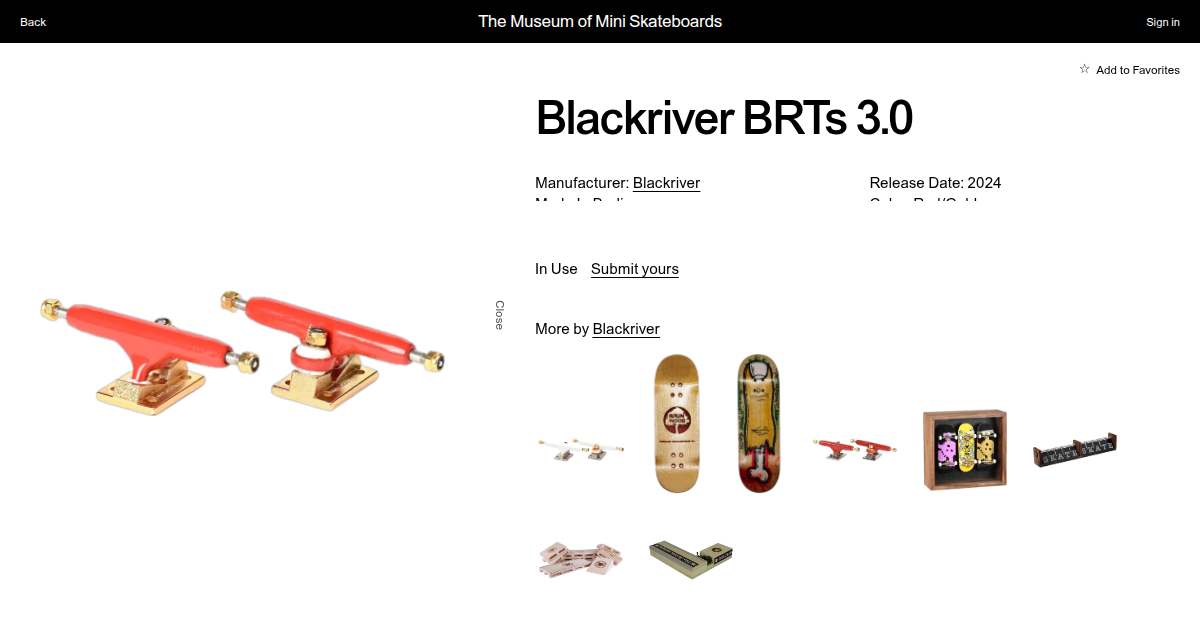 Back
The Museum of Mini Skateboards
Sign in
☆ Add to Favorites
Blackriver BRTs 3.0
Manufacturer: Blackriver
Release Date: 2024
In Use Submit yours
Close
More by Blackriver